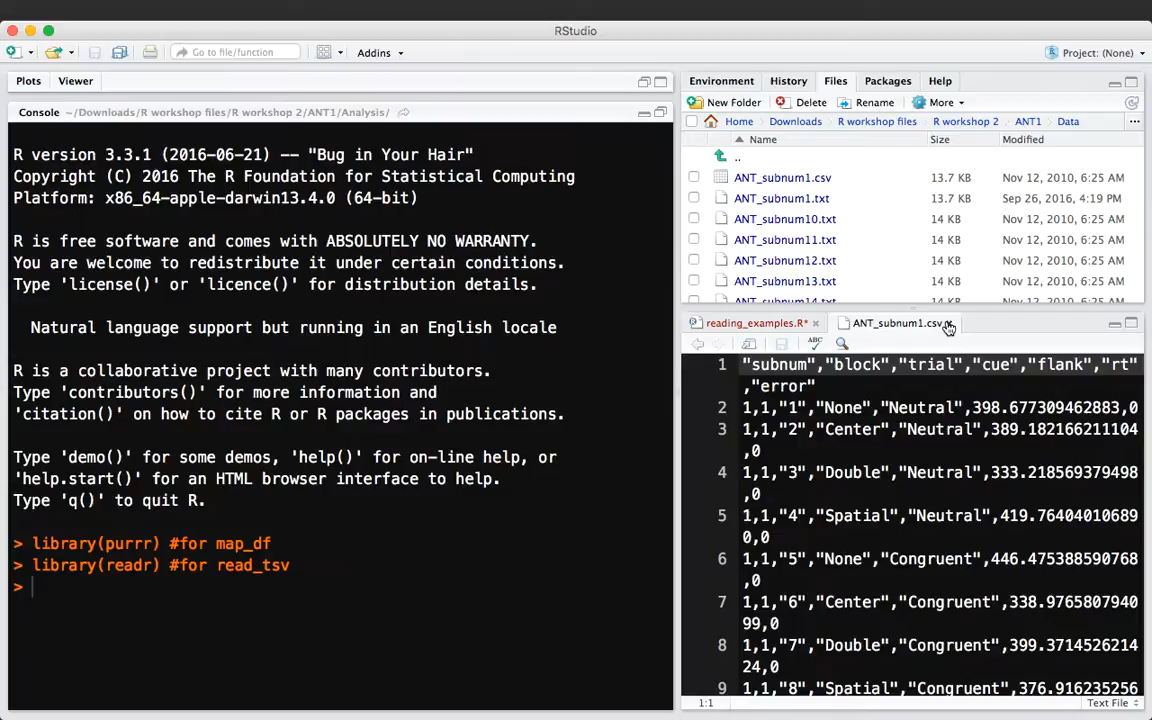 RStudio
Go to file/function
Addins
Project: (None)
Plots Viewer
Console ~/Downloads/R workshop files/R workshop 2/ANT1/Analysis/
R version 3.3.1 (2016-06-21) -- "Bug in Your Hair"
Copyright (C) 2016 The R Foundation for Statistical Computing
Platform: x86_64-apple-darwin13.4.0 (64-bit)
R is free software and comes with ABSOLUTELY NO WARRANTY.
You are welcome to redistribute it under certain conditions.
Type 'license()' or 'licence()' for distribution details.
Natural language support but running in an English locale
R is a collaborative project with many contributors.
Type 'contributors()' for more information and
'citation()' on how to cite R or R packages in publications.
Type 'demo()' for some demos, 'help()' for on-line help, or
'help.start()' for an HTML browser interface to help.
Type 'q()' to quit R.
> library(purrr) #for map_df
> library(readr) #for read_tsv
>
Environment History Files Packages Help
New Folder Delete Rename More
Home Downloads R workshop files R workshop 2 ANT1 Data ...
Name Size Modified
..
ANT_subnum1.csv 13.7 KB Nov 12, 2010, 6:25 AM
ANT_subnum1.txt 13.7 KB Sep 26, 2016, 4:19 PM
ANT_subnum10.txt 14 KB Nov 12, 2010, 6:25 AM
ANT_subnum11.txt 14 KB Nov 12, 2010, 6:25 AM
ANT_subnum12.txt 14 KB Nov 12, 2010, 6:25 AM
ANT_subnum13.txt 14 KB Nov 12, 2010, 6:25 AM
ANT_subnum14.txt 14 KB Nov 12, 2010, 6:25 AM
reading_examples.R* ANT_subnum1.csv
ABC
1 "subnum","block","trial","cue","flank","rt"
,"error"
2 1,1,"1","None","Neutral",398.677309462883,0
3 1,1,"2","Center","Neutral",389.182166211104
,0
4 1,1,"3","Double","Neutral",333.218569379498
,0
5 1,1,"4","Spatial","Neutral",419.76404010689
0,0
6 1,1,"5","None","Congruent",446.475388590768
,0
7 1,1,"6","Center","Congruent",338.9765807940
99,0
8 1,1,"7","Double","Congruent",399.3714526214
24,0
9 1,1,"8","Spatial","Congruent",376.916235256
1:1 Text File